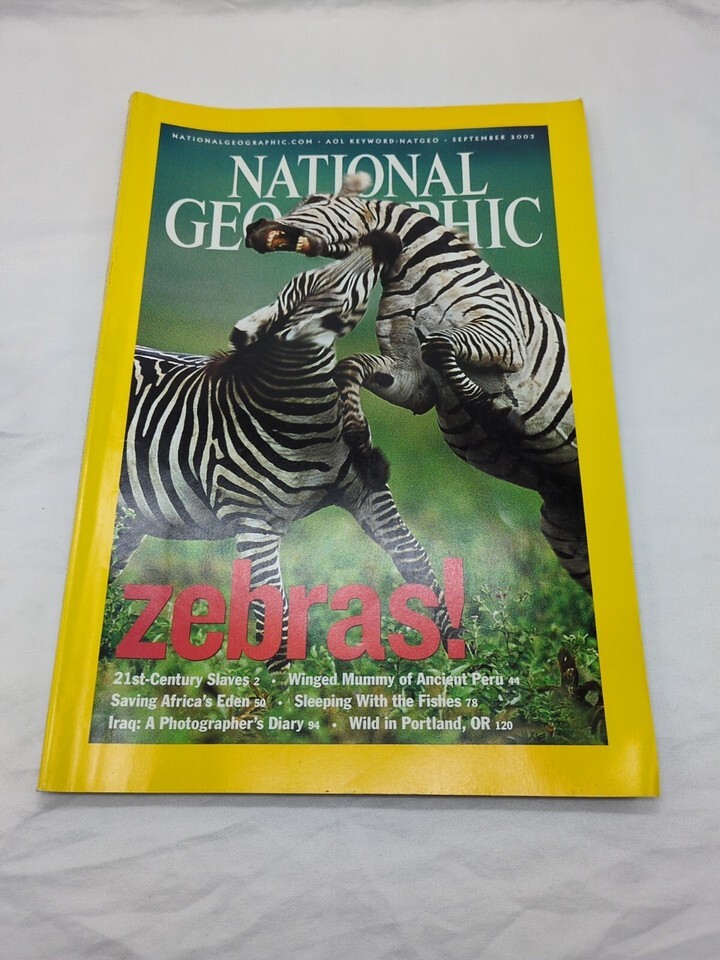 NATIONALGEOGRAPHIC.COM • AOL KEYWORD:NATGEO • SEPTEMBER 2003
NATIONAL
GEOGRAPHIC
zebras!
21st-Century Slaves 2 • Winged Mummy of Ancient Peru 44
Saving Africa's Eden 50 • Sleeping With the Fishes 78
Iraq: A Photographer's Diary 94 • Wild in Portland, OR 120